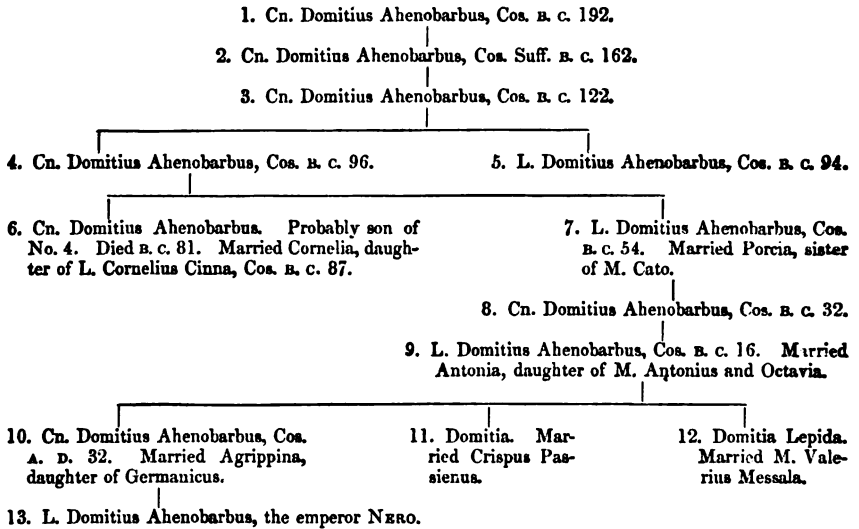 1. Cn. Domitius Ahenobarbus, Cos. B. C. 192.
2. Cn. Domitius Ahenobarbus, Cos. Suff. B. C. 162.
3. Cn. Domitius Ahenobarbus, Cos. B. C. 122.
4. Cn. Domitius Ahenobarbus, Cos. B. C. 96.
5. L. Domitius Ahenobarbus, Cos. B. C. 94.
6. Cn. Domitius Ahenobarbus. Probably son of
No. 4. Died B. C. 81. Married Cornelia, daugh-
ter of L. Cornelius Cinna, Cos. B. C. 87.
7. L. Domitius Ahenobarbus, Cos.
B. C. 54. Married Porcia, sister
of M. Cato.
8. Cn. Domitius Ahenobarbus, Cos. B. C. 32.
9. L. Domitius Ahenobarbus, Cos. B. C. 16. Married
Antonia, daughter of M. Antonius and Octavia.
10. Cn. Domitius Ahenobarbus, Cos.
A. D. 32. Married Agrippina,
daughter of Germanicus.
11. Domitia. Mar-
ried Crispus Pas-
sienus.
12. Domitia Lepida.
Married M. Vale-
rius Messala.
13. L. Domitius Ahenobarbus, the emperor NERO.